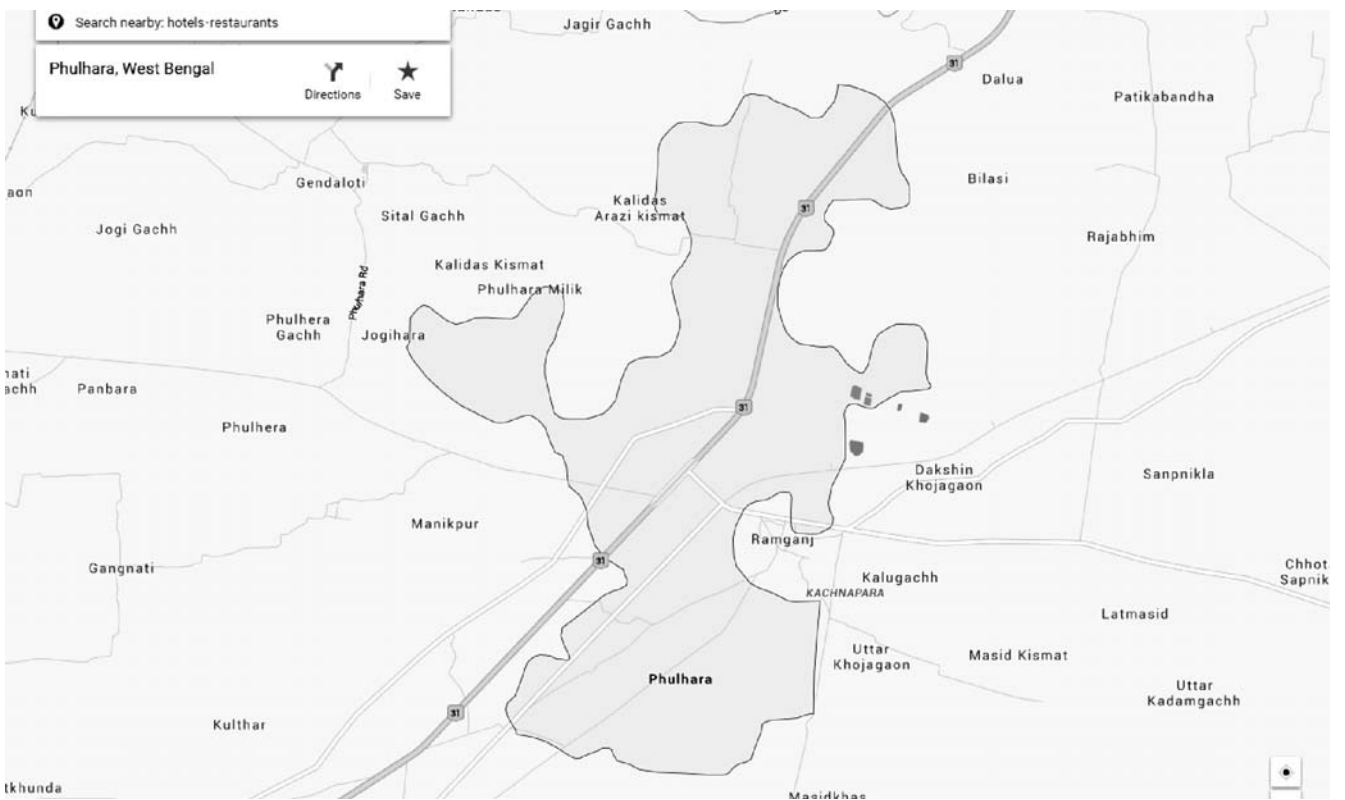 Search nearby: hotels-restaurants
Phulhara, West Bengal
Directions
Save
Jagir Gachh
31
Dalua
Patikabandha
Gendaloti
Bilasi
Kalidas
Arazi kismat
31
Sital Gachh
Jogi Gachh
Rajabhim
Kalidas Kismat
Phulhara Milik
Phulhara Rd
Phulhera
Gachh
Jogihara
Panbara
31
Phulhera
Dakshin
Khojagaon
Sanpnikla
Manikpur
Ramganj
31
Gangnati
Chhot
Sapnik
Kalugachh
KACHNAPARA
Latmasid
Uttar
Khojagaon
Masid Kismat
Phulhara
Uttar
Kadamgachh
31
Kulthar
tkhunda
Masidkhas